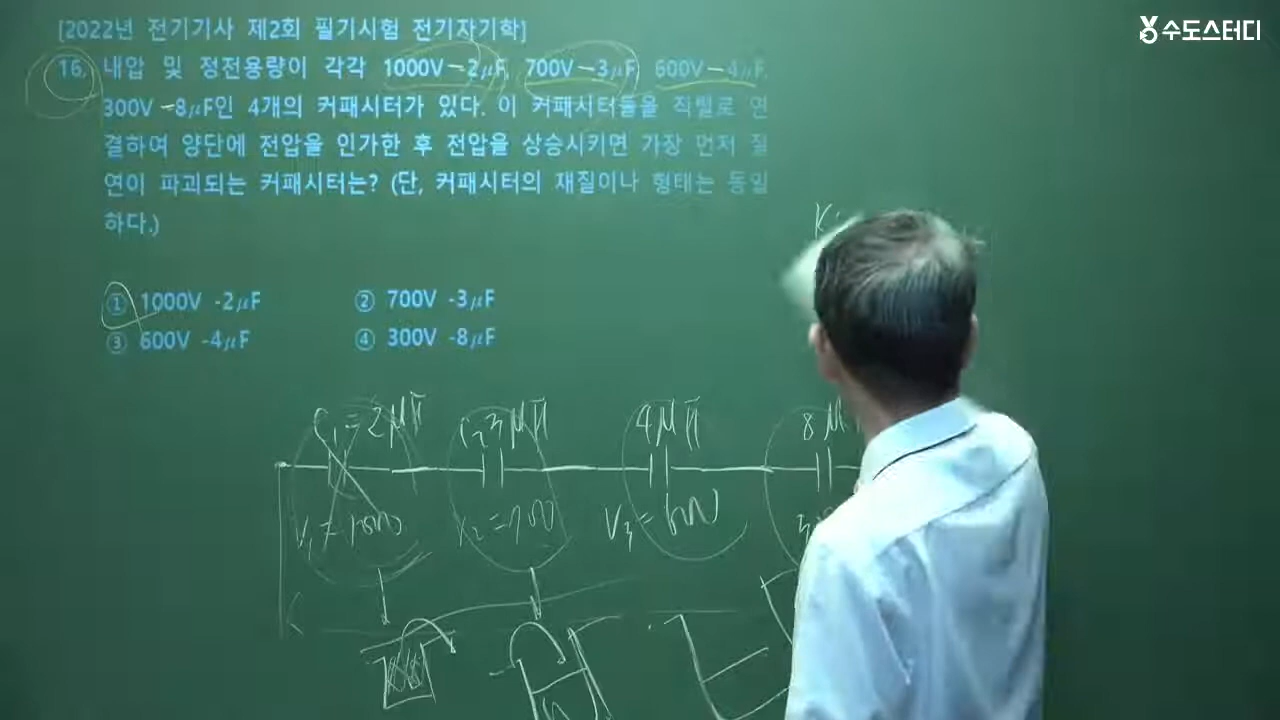 수도스터디
[2022년 전기기사 제2회 필기시험 전기자기학]
16. 내압 및 정전용량이 각각 1000V-2μF, 700V-3μF, 600V-4μF,
300V-8μF인 4개의 커패시터가 있다. 이 커패시터들을 직렬로 연
결하여 양단에 전압을 인가한 후 전압을 상승시키면 가장 먼저 절
연이 파괴되는 커패시터는? (단, 커패시터의 재질이나 형태는 동일
하다.)
① 1000V -2μF
② 700V -3μF
③ 600V -4μF
④ 300V -8μF
C₁=2μF
C₂ 3μF
4μF
8μ
V₁=1000
V₂=700
V₃=600